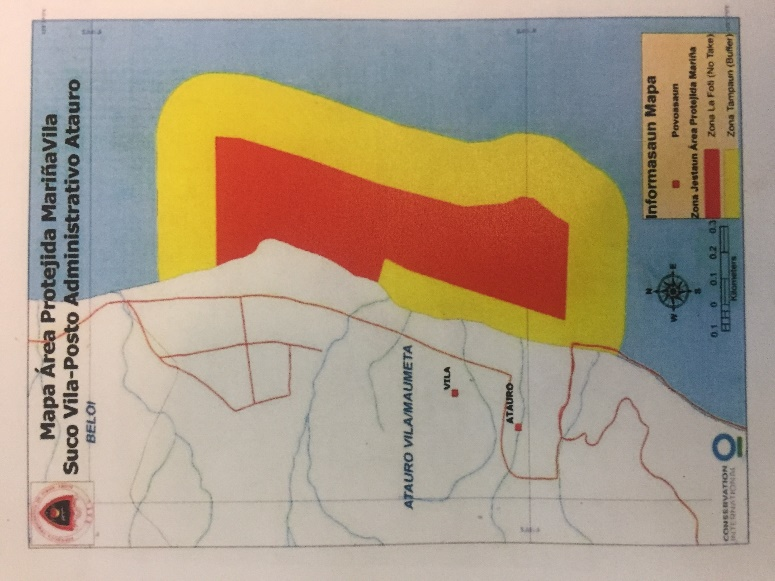 Mapa Área Protejida MariñaVila
Suco Vila-Posto Administrativo Atauro
BELOI
ATAURO VILA/MAUMETA
VILA
ATAURO
Informasaun Mapa
Povoasaun
Zona Jestaun Área Protejida Mariña
Zona La Foti (No Take)
Zona Tampaun (Buffer)
N
W
E
S
0.1 0 0.1 0.2 0.3
Kilometers
CONSERVATION
INTERNATIONAL